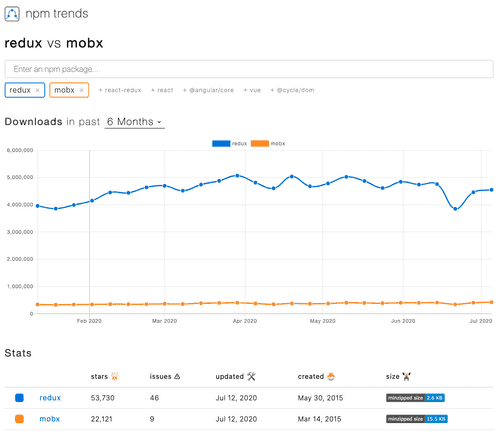 npm trends
redux vs mobx
Enter an npm package...
redux × mobx × + react-redux + react + @angular/core + vue + @cycle/dom
Downloads in past 6 Months
redux mobx
6,000,000
5,000,000
4,000,000
3,000,000
2,000,000
1,000,000
0
Feb 2020 Mar 2020 Apr 2020 May 2020 Jun 2020 Jul 2020
Stats
stars issues updated created size
redux 53,730 46 Jul 12, 2020 May 30, 2015 minzipped size 2.6 KB
mobx 22,121 9 Jul 12, 2020 Mar 14, 2015 minzipped size 15.5 KB